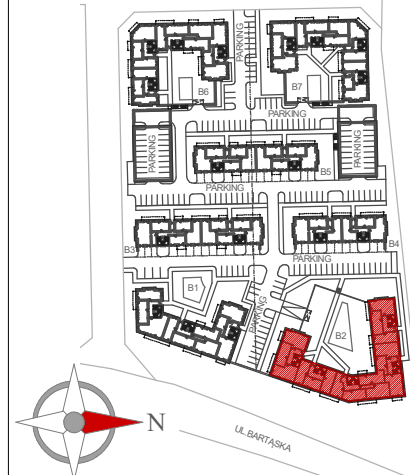 PARKING
B6
B7
PARKING
PARKING
PARKING
B5
PARKING
B3
B4
PARKING
B1
PARKING
B2
N
UL.BARTĄSKA